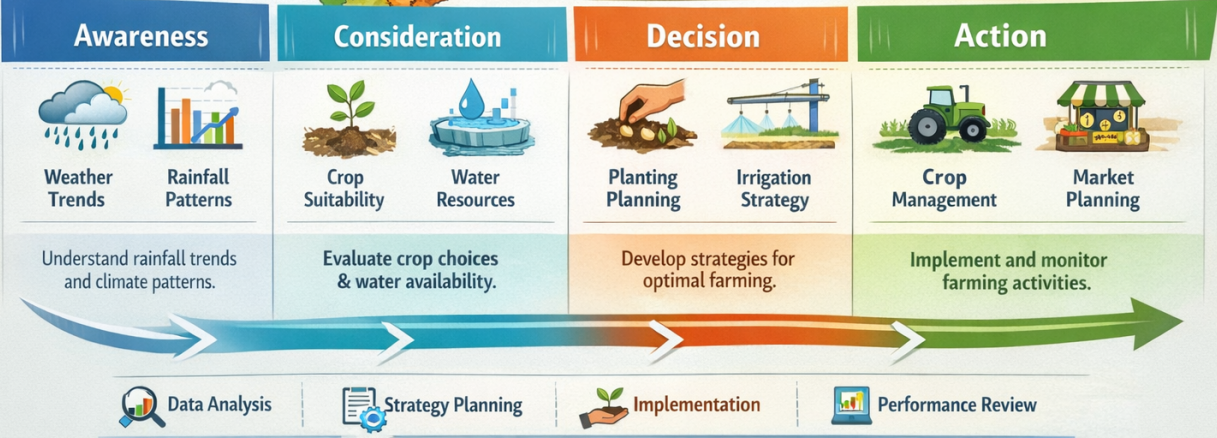 Awareness
Consideration
Decision
Action
Weather
Trends
Rainfall
Patterns
Crop
Suitability
Water
Resources
Planting
Planning
Irrigation
Strategy
Crop
Management
Market
Planning
Understand rainfall trends
and climate patterns.
Evaluate crop choices
& water availability.
Develop strategies for
optimal farming.
Implement and monitor
farming activities.
Data Analysis
Strategy Planning
Implementation
Performance Review